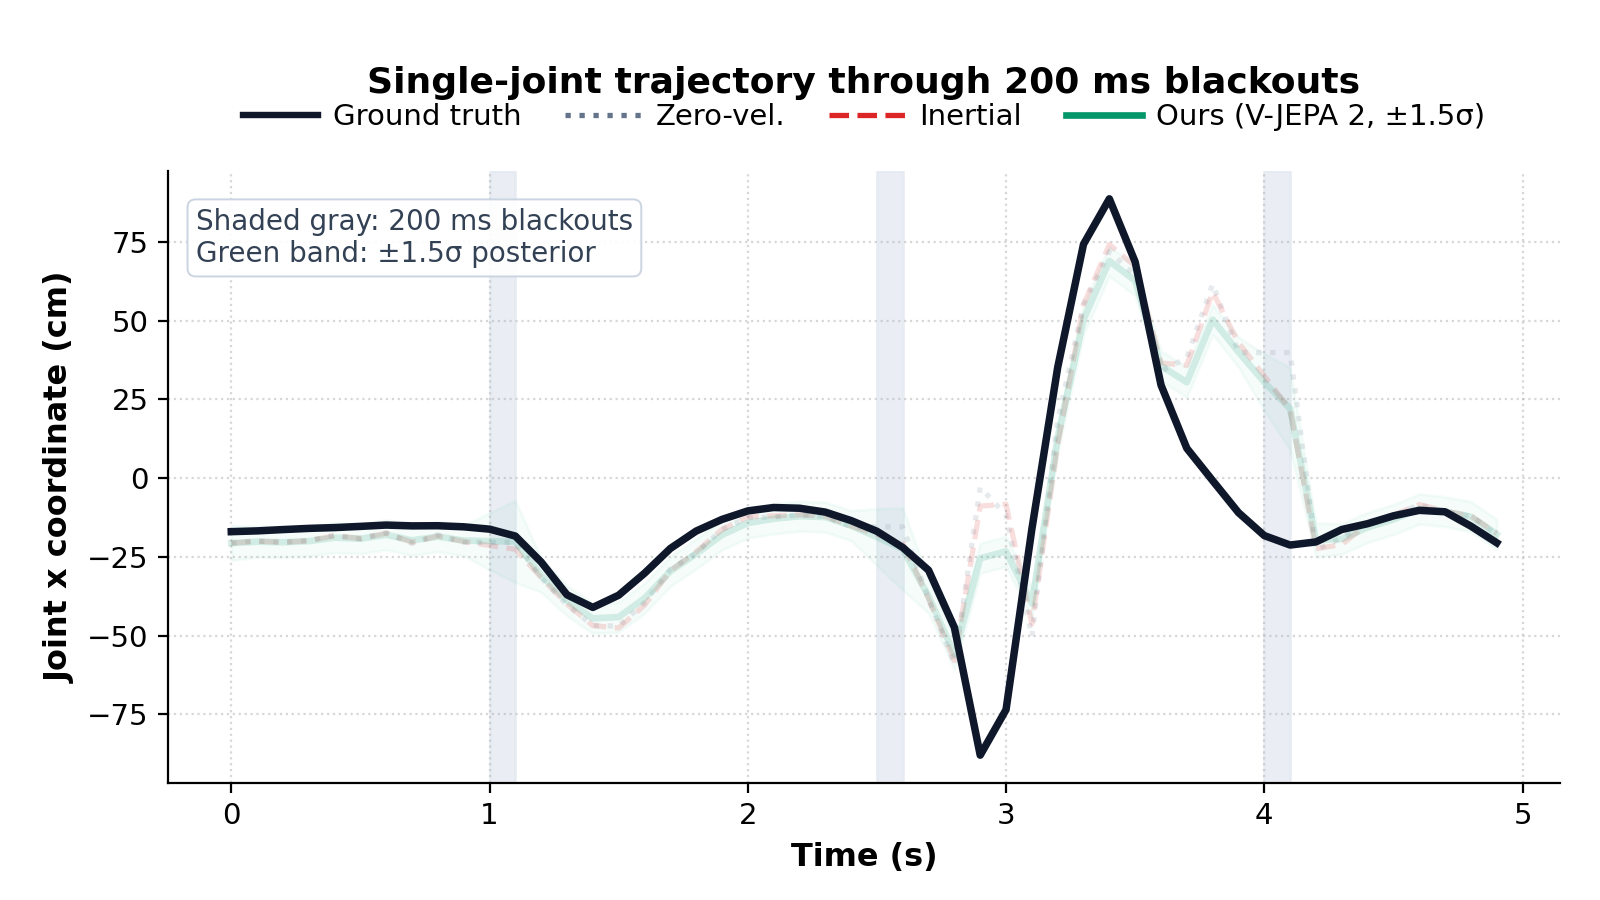 Single-joint trajectory through 200 ms blackouts
Ground truth Zero-vel. Inertial Ours (V-JEPA 2, ±1.5σ)
Shaded gray: 200 ms blackouts
Green band: ±1.5σ posterior
75
50
25
0
−25
−50
−75
Joint x coordinate (cm)
0 1 2 3 4 5
Time (s)